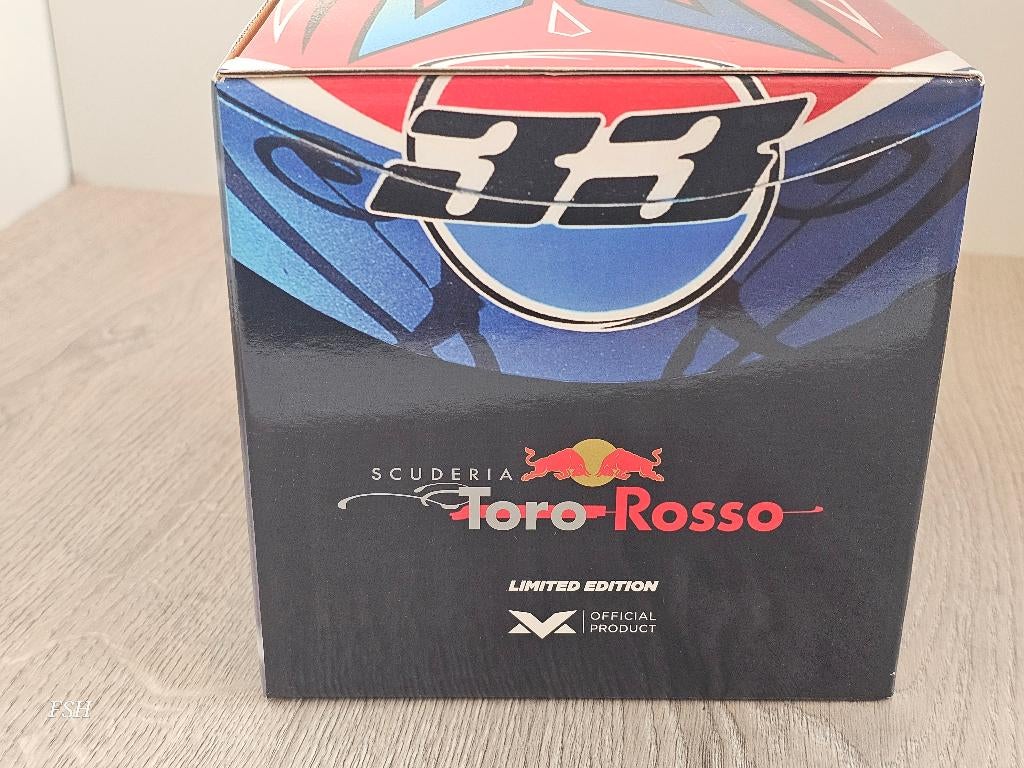 33
SCUDERIA
Toro Rosso
LIMITED EDITION
OFFICIAL
PRODUCT
FSH